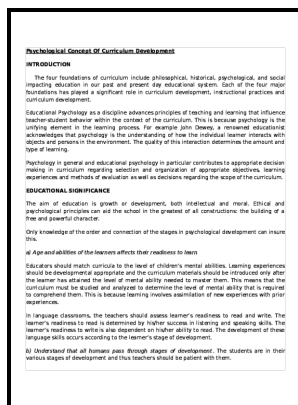 Psychological Concept Of Curriculum Development
INTRODUCTION
The four foundations of curriculum include philosophical, historical, psychological, and social
impacting education in our past and present day educational system. Each of the four major
foundations has played a significant role in curriculum development, instructional practices and
curriculum development.
Educational Psychology as a discipline advances principles of teaching and learning that influence
teacher-student behavior within the context of the curriculum. This is because psychology is the
unifying element in the learning process. For example John Dewey, a renowned educationist
acknowledges that psychology is the understanding of how the individual learner interacts with
objects and persons in the environment. The quality of this interaction determines the amount and
type of learning.
Psychology in general and educational psychology in particular contributes to appropriate decision
making in curriculum regarding selection and organization of appropriate objectives, learning
experiences and methods of evaluation as well as decisions regarding the scope of the curriculum.
EDUCATIONAL SIGNIFICANCE
The aim of education is growth or development, both intellectual and moral. Ethical and
psychological principles can aid the school in the greatest of all constructions: the building of a
free and powerful character.
Only knowledge of the order and connection of the stages in psychological development can insure
this.
a) Age and abilities of the learners affects their readiness to learn
Educators should match curricula to the level of children's mental abilities. Learning experiences
should be developmental appropriate and the curriculum materials should be introduced only after
the learner has attained the level of mental ability needed to master them. This means that the
curriculum must be studied and analyzed to determine the level of mental ability that is required
to comprehend them. This is because learning involves assimilation of new experiences with prior
experiences.
In language classrooms, the teachers should assess learner's readiness to read and write. The
learner's readiness to read is determined by higher success in listening and speaking skills. The
learner's readiness to write is also dependent on higher ability to read. The development of these
language skills occurs according to the learner's stage of development.
b) Understand that all humans pass through stages of development. The students are in their
various stages of development and thus teachers should be patient with them.